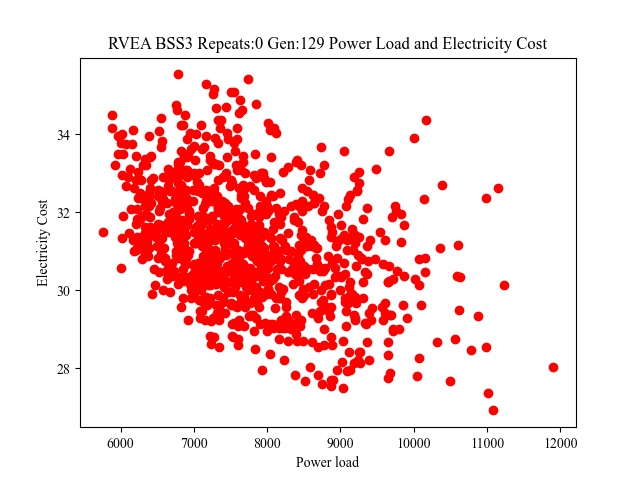 RVEA BSS3 Repeats:0 Gen:129 Power Load and Electricity Cost
Electricity Cost
34
32
30
28
6000 7000 8000 9000 10000 11000 12000
Power load